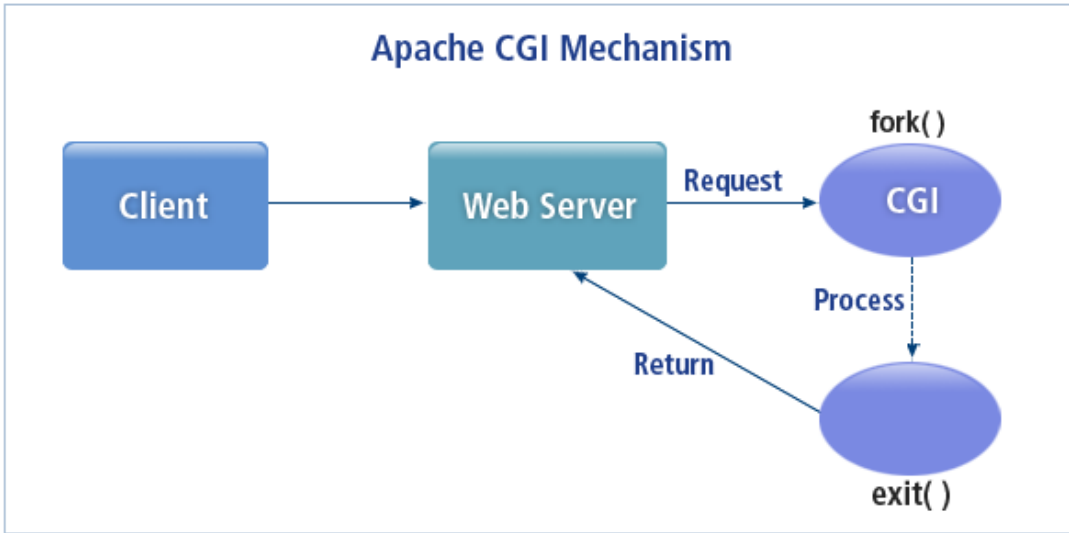 Apache CGI Mechanism
fork( )
Client
Web Server
Request
CGI
Process
Return
exit( )